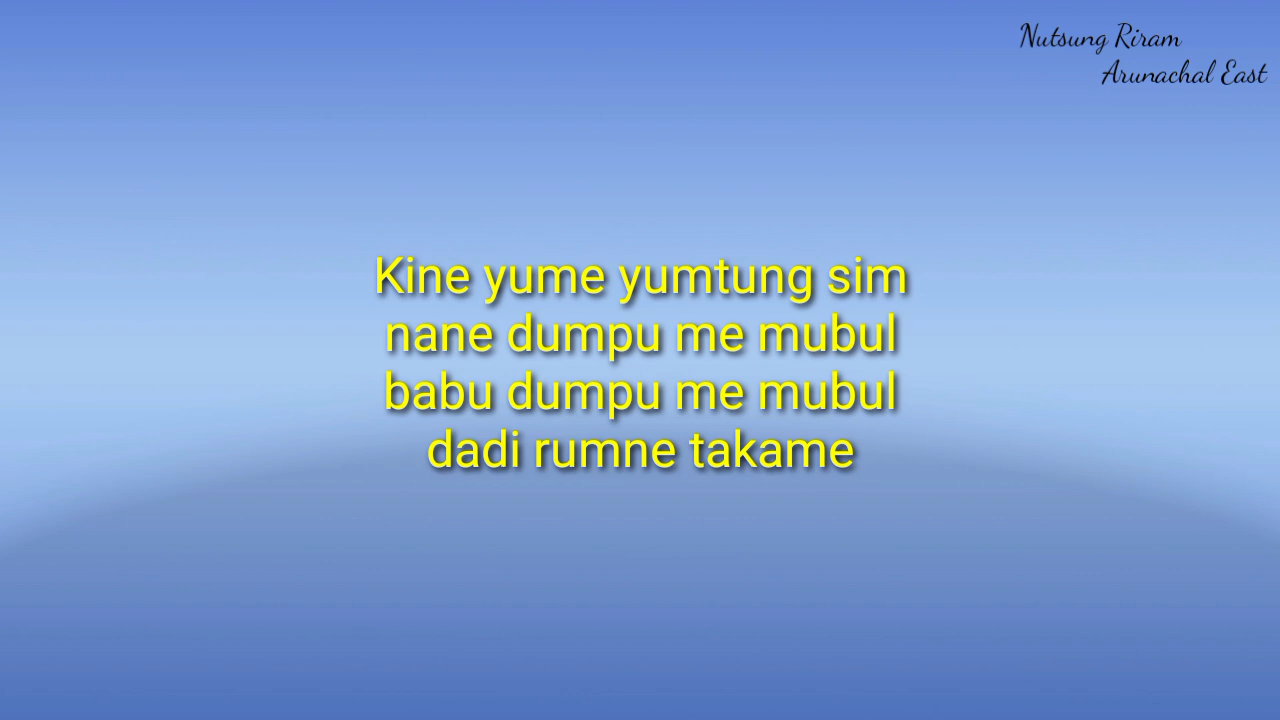 Nutsung Riram
Arunachal East
Kine yume yumtung sim
nane dumpu me mubul
babu dumpu me mubul
dadi rumne takame